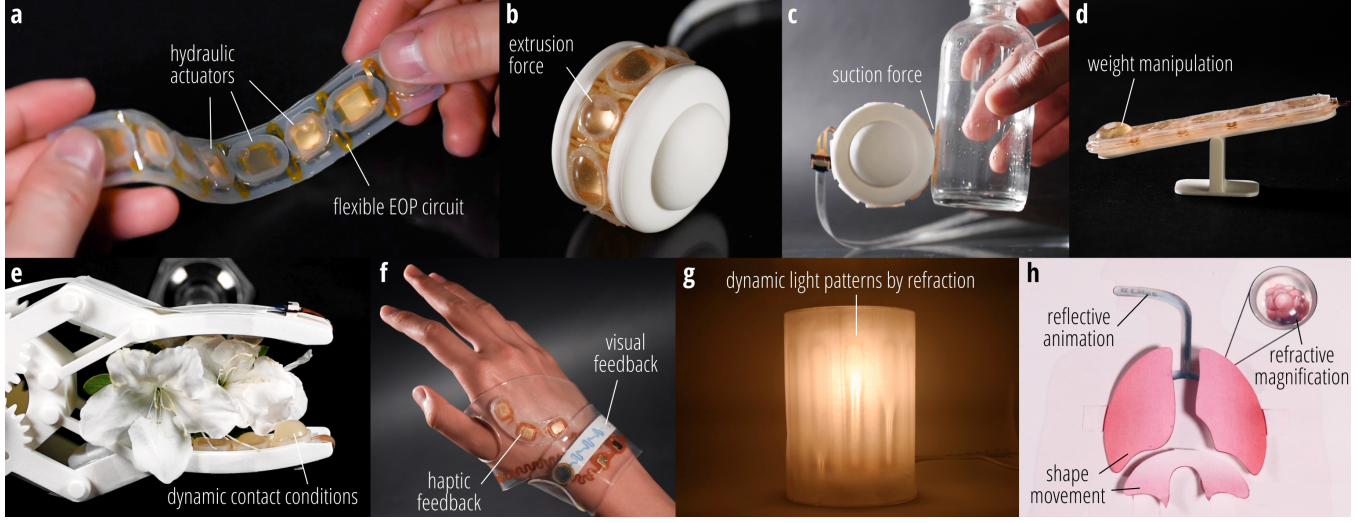 a
hydraulic
actuators
flexible EOP circuit
b
extrusion
force
c
suction force
d
weight manipulation
e
dynamic contact conditions
f
visual
feedback
haptic
feedback
g
dynamic light patterns by refraction
h
reflective
animation
refractive
magnification
shape
movement